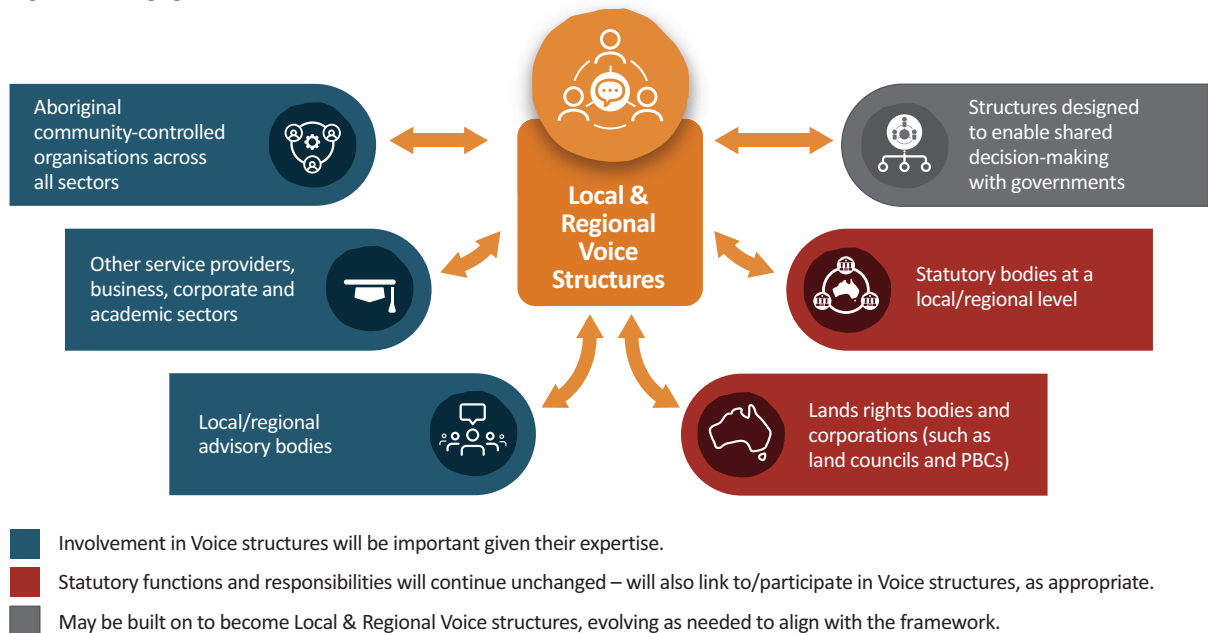 Aboriginal
community-controlled
organisations across
all sectors
Other service providers,
business, corporate and
academic sectors
Local/regional
advisory bodies
Local &
Regional
Voice
Structures
Structures designed
to enable shared
decision-making
with governments
Statutory bodies at a
local/regional level
Lands rights bodies and
corporations (such as
land councils and PBCs)
Involvement in Voice structures will be important given their expertise.
Statutory functions and responsibilities will continue unchanged – will also link to/participate in Voice structures, as appropriate.
May be built on to become Local & Regional Voice structures, evolving as needed to align with the framework.